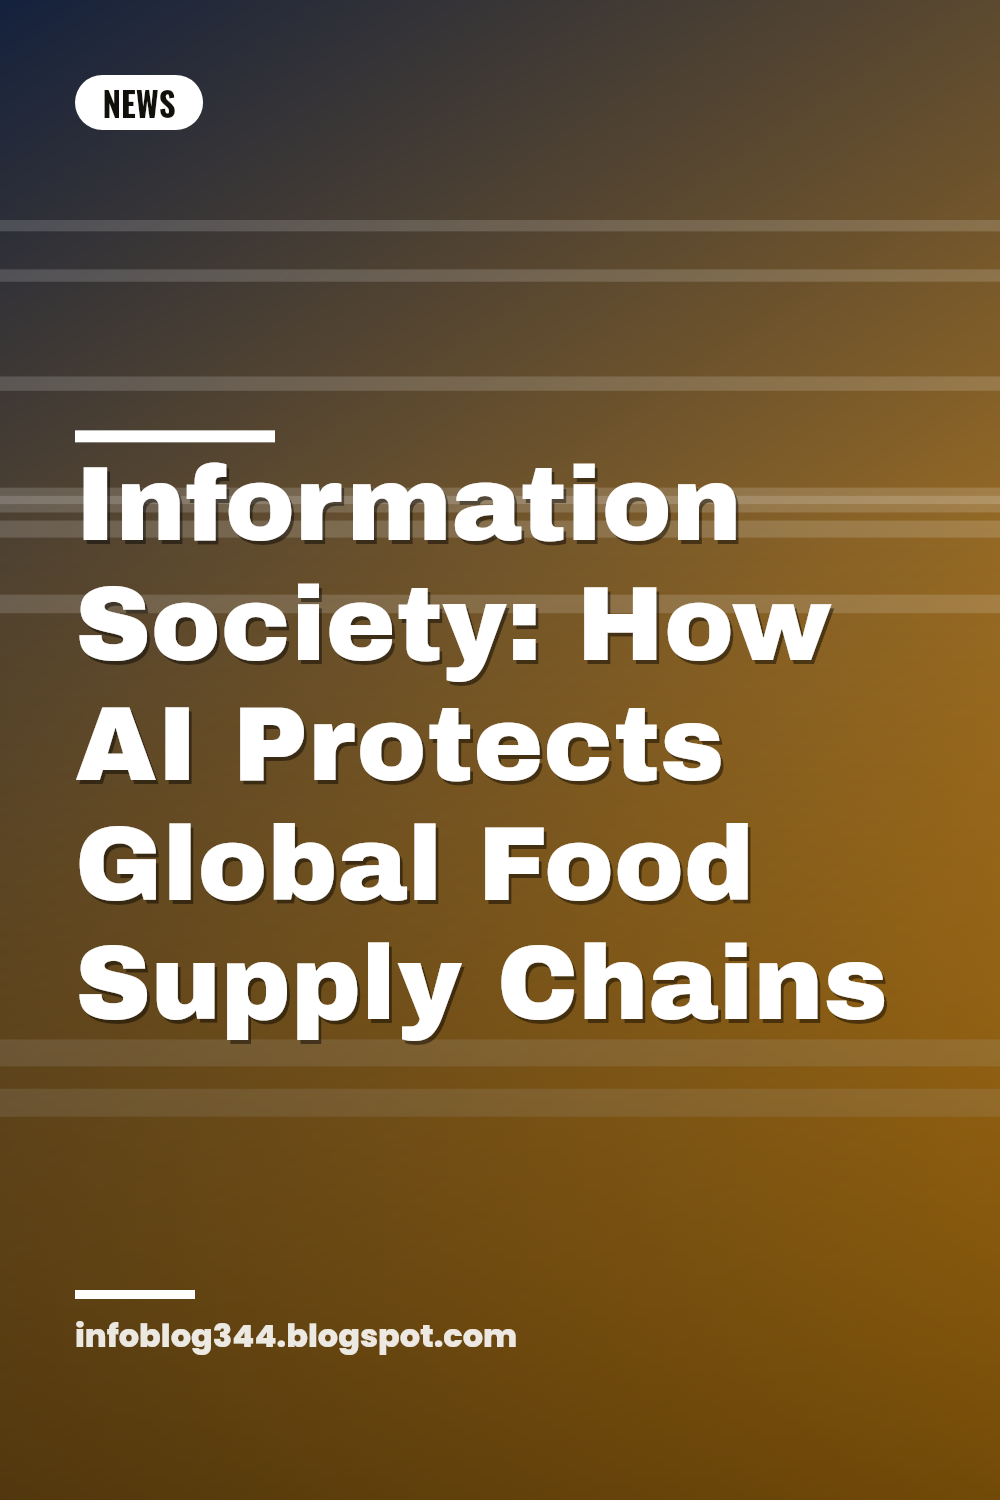 NEWS
Information
Society: How
AI Protects
Global Food
Supply Chains
infoblog344.blogspot.com